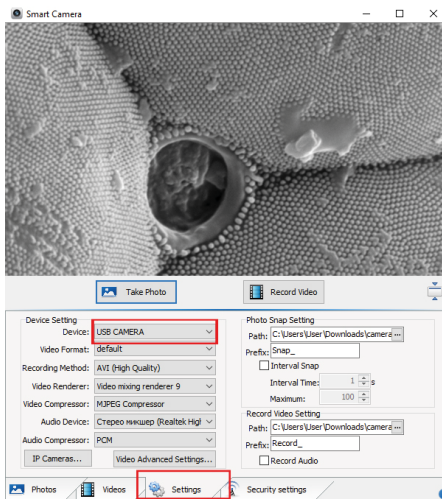 Smart Camera
Take Photo
Record Video
Device Setting
Device: USB CAMERA
Video Format: default
Recording Method: AVI (High Quality)
Video Renderer: Video mixing renderer 9
Video Compressor: MJPEG Compressor
Audio Device: Стерео микшер (Realtek High
Audio Compressor: PCM
IP Cameras...
Video Advanced Settings...
Photo Snap Setting
Path: C:\Users\User\Downloads\camera ...
Prefix: Snap_
Interval Snap
Interval Time: 1 s
Maximum: 100
Record Video Setting
Path: C:\Users\User\Downloads\camera ...
Prefix: Record_
Record Audio
Photos
Videos
Settings
Security settings